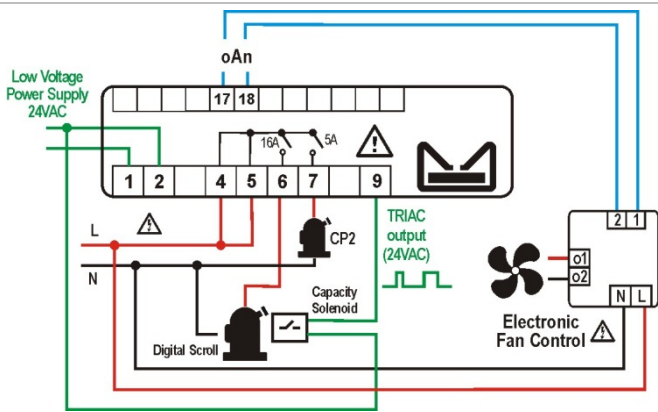 oAn
Low Voltage
Power Supply
24VAC
17 18
16A 5A
1 2 4 5 6 7 9
L
N
CP2
TRIAC
output
(24VAC)
2 1
o1
o2
N L
Capacity
Solenoid
Digital Scroll
Electronic
Fan Control